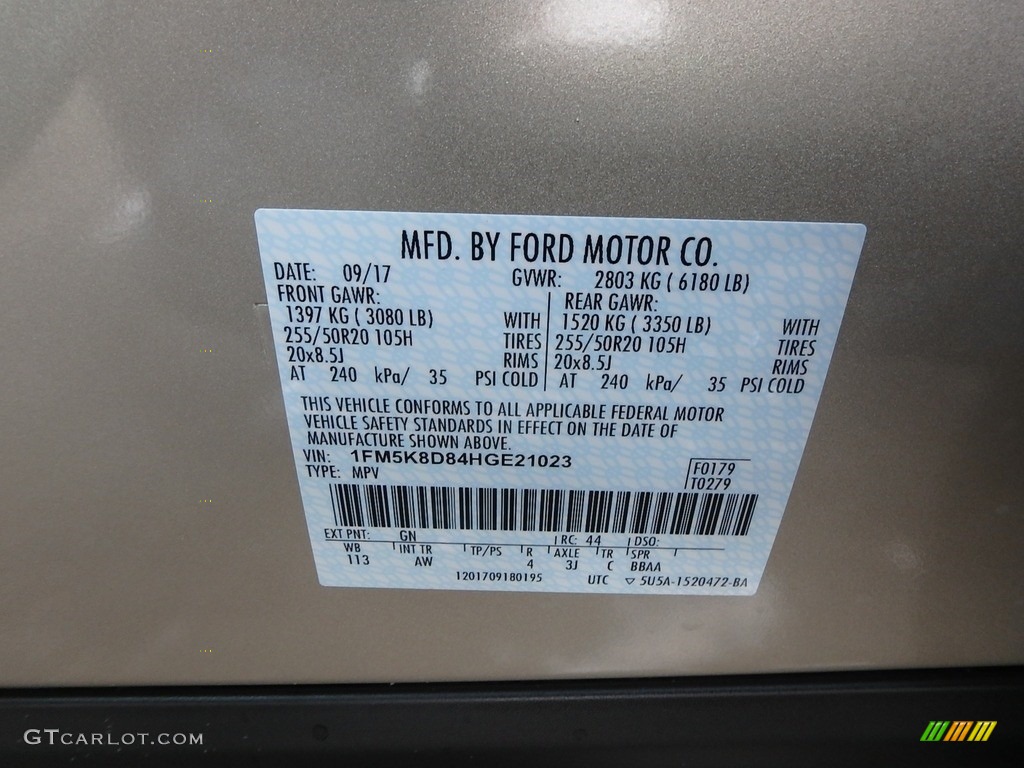 MFD. BY FORD MOTOR CO.
DATE: 09/17 GVWR: 2803 KG ( 6180 LB)
FRONT GAWR: REAR GAWR:
1397 KG ( 3080 LB) WITH 1520 KG ( 3350 LB) WITH
255/50R20 105H TIRES 255/50R20 105H TIRES
20x8.5J RIMS 20x8.5J RIMS
AT 240 kPa/ 35 PSI COLD AT 240 kPa/ 35 PSI COLD
THIS VEHICLE CONFORMS TO ALL APPLICABLE FEDERAL MOTOR
VEHICLE SAFETY STANDARDS IN EFFECT ON THE DATE OF
MANUFACTURE SHOWN ABOVE.
VIN: 1FM5K8D84HGE21023 F0179
TYPE: MPV T0279
EXT PNT: GN RC: 44 DSO:
WB INT TR TP/PS R AXLE TR SPR
113 AW 4 3J C BBAA
1201709180195 UTC ▽ 5U5A-1520472-BA
GTCARLOT.COM